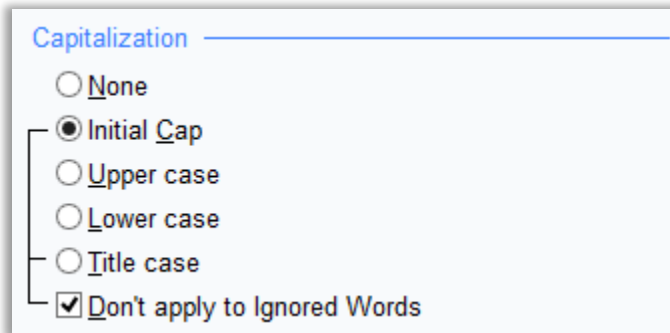 Capitalization
None
Initial Cap
Upper case
Lower case
Title case
Don't apply to Ignored Words